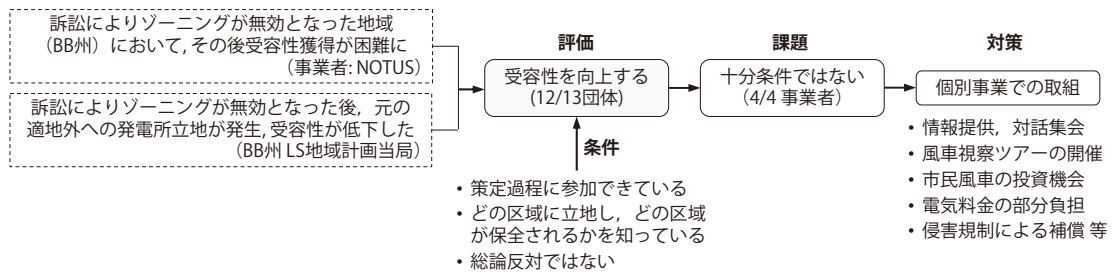 訴訟によりゾーニングが無効となった地域
（BB州）において, その後受容性獲得が困難に
（事業者: NOTUS）
訴訟によりゾーニングが無効となった後，元の
適地外への発電所立地が発生, 受容性が低下した
（BB州 LS地域計画当局）
評価
受容性を向上する
(12/13団体)
条件
• 策定過程に参加できている
• どの区域に立地し，どの区域
が保全されるかを知っている
• 総論反対ではない
課題
十分条件ではない
（4/4 事業者）
対策
個別事業での取組
• 情報提供，対話集会
• 風車視察ツアーの開催
• 市民風車の投資機会
• 電気料金の部分負担
• 侵害規制による補償 等